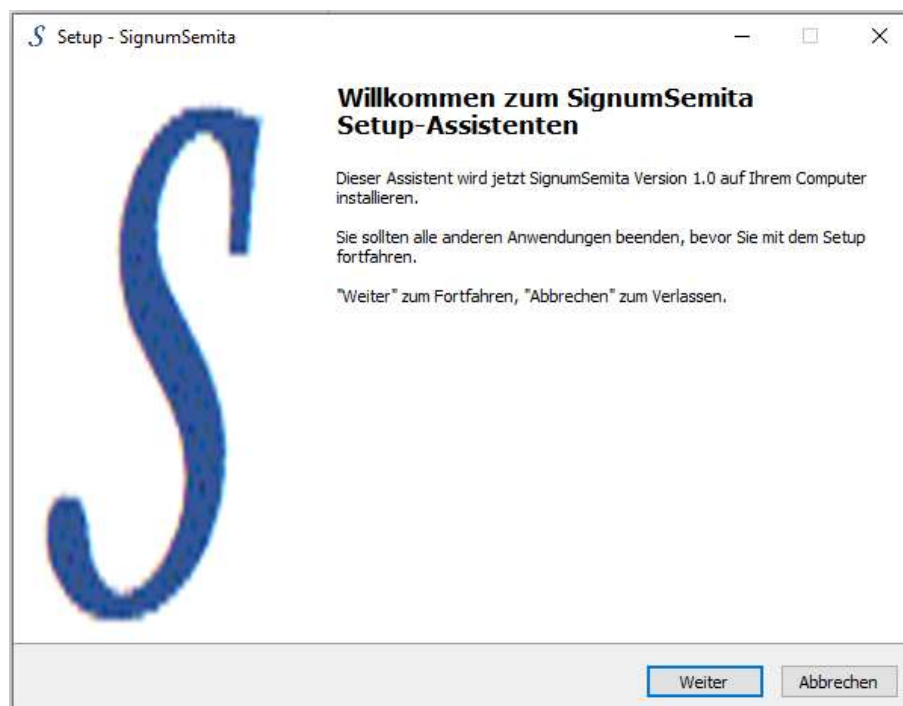 S Setup - SignumSemita
Willkommen zum SignumSemita
Setup-Assistenten
Dieser Assistent wird jetzt SignumSemita Version 1.0 auf Ihrem Computer
installieren.
Sie sollten alle anderen Anwendungen beenden, bevor Sie mit dem Setup
fortfahren.
"Weiter" zum Fortfahren, "Abbrechen" zum Verlassen.
S
Weiter Abbrechen